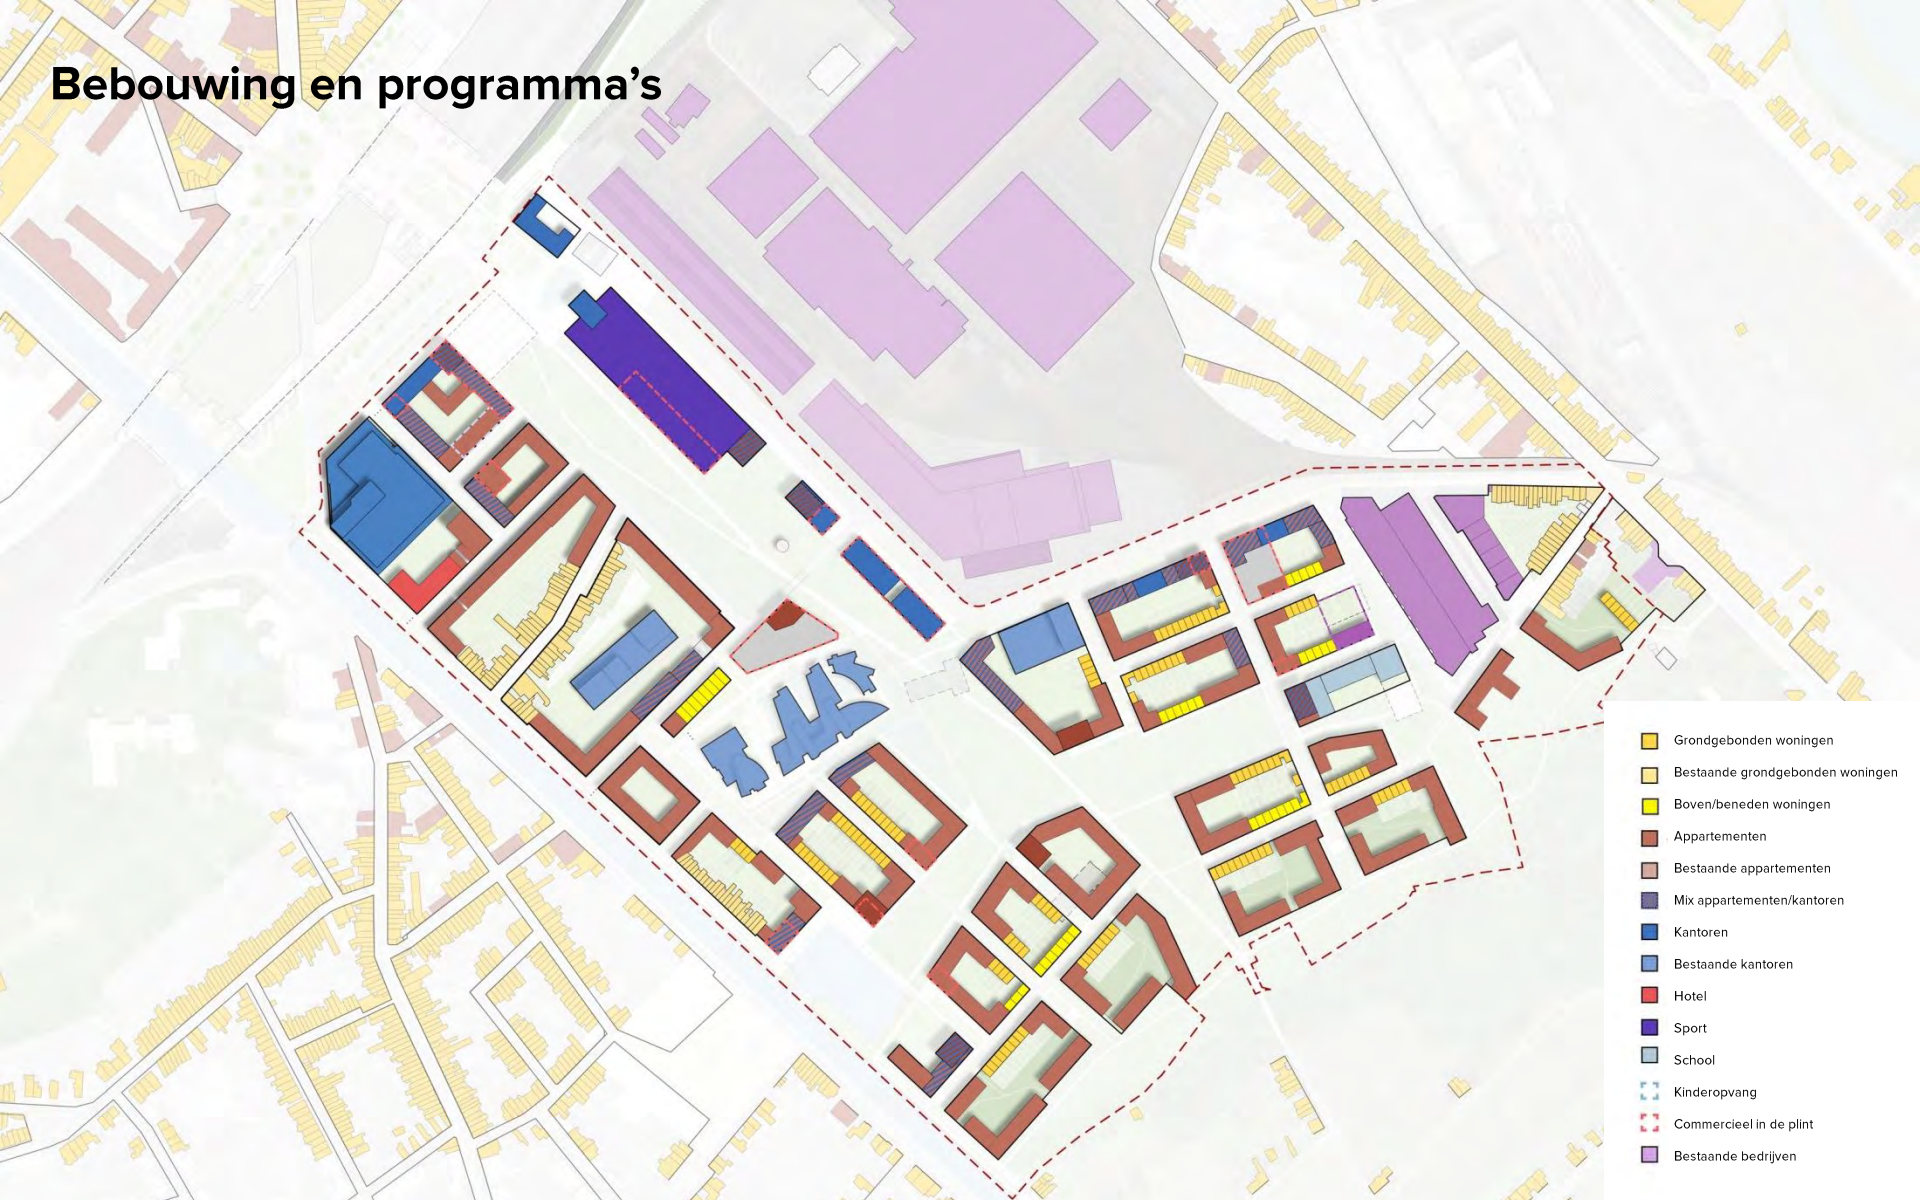 Bebouwing en programma’s
Grondgebonden woningen
Bestaande grondgebonden woningen
Boven/beneden woningen
Appartementen
Bestaande appartementen
Mix appartementen/kantoren
Kantoren
Bestaande kantoren
Hotel
Sport
School
Kinderopvang
Commercieel in de plint
Bestaande bedrijven